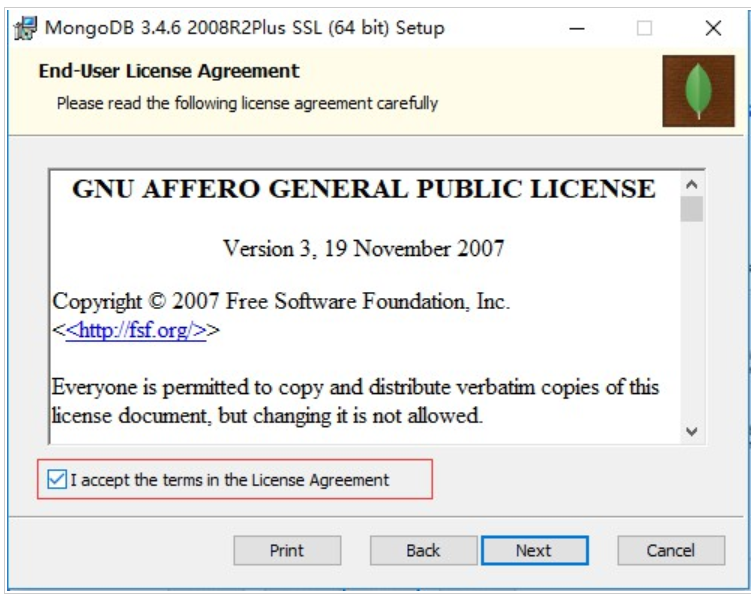 MongoDB 3.4.6 2008R2Plus SSL (64 bit) Setup
End-User License Agreement
Please read the following license agreement carefully
GNU AFFERO GENERAL PUBLIC LICENSE
Version 3, 19 November 2007
Copyright © 2007 Free Software Foundation, Inc.
<<http://fsf.org/>>
Everyone is permitted to copy and distribute verbatim copies of this
license document, but changing it is not allowed.
I accept the terms in the License Agreement
Print Back Next Cancel